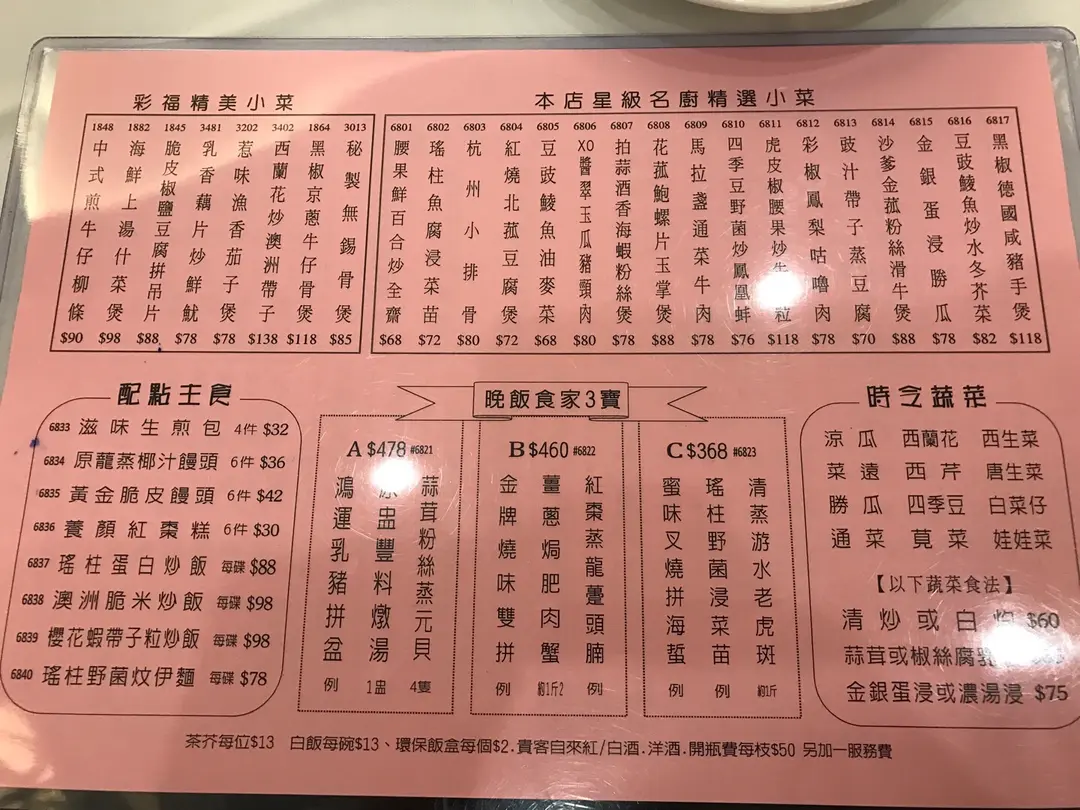 彩福精美小菜
1848 中式煎牛仔柳條 $90
1882 海鮮上湯什菜煲 $98
1845 脆皮椒鹽豆腐拼吊片 $88
3481 乳香藕片炒鮮魷 $78
3202 惹味漁香茄子煲 $78
3402 西蘭花炒澳洲帶子 $138
1864 黑椒京蔥牛仔骨煲 $118
3013 秘製無錫骨煲 $85
本店星級名廚精選小菜
6801 腰果鮮百合炒全齋 $68
6802 瑤柱魚腐浸菜苗 $72
6803 杭州小排骨 $80
6804 紅燒北菰豆腐煲 $72
6805 豆豉鯪魚油麥菜 $68
6806 XO醬翠玉瓜豬頸肉 $80
6807 拍蒜酒香海蝦粉絲煲 $78
6808 花菰鮑螺片玉掌煲 $88
6809 馬拉盞通菜牛肉 $78
6810 四季豆野菌炒鳳凰蚌 $76
6811 虎皮椒腰果炒牛 粒 $118
6812 彩椒鳳梨咕嚕肉 $78
6813 豉汁帶子蒸豆腐 $70
6814 沙爹金菰粉絲滑牛煲 $88
6815 金銀蛋浸勝瓜 $78
6816 豆豉鯪魚炒水冬芥菜 $82
6817 黑椒德國咸豬手煲 $118
配點主食
6833 滋味生煎包 4件 $32
6834 原籠蒸椰汁饅頭 6件 $36
6835 黃金脆皮饅頭 6件 $42
6836 養顏紅棗糕 6件 $30
6837 瑤柱蛋白炒飯 每碟 $88
6838 澳洲脆米炒飯 每碟 $98
6839 櫻花蝦帶子粒炒飯 每碟 $98
6840 瑤柱野菌炆伊麵 每碟 $78
晚飯食家3寶
A $478 #6821
鴻運乳豬拼盆 例
盅豐料燉湯 1盅
蒜茸粉絲蒸元貝 4隻
B $460 #6822
金牌燒味雙拼 例
薑蔥焗肥肉蟹 約1斤2
紅棗蒸龍躉頭腩 例
C $368 #6823
蜜味叉燒拼海蜇 例
瑤柱野菌浸菜苗 例
清蒸游水老虎斑 約1斤
時令蔬菜
涼瓜 西蘭花 西生菜
菜遠 西芹 唐生菜
勝瓜 四季豆 白菜仔
通菜 莧菜 娃娃菜
【以下蔬菜食法】
清炒或白灼 $60
蒜茸或椒絲腐乳
金銀蛋浸或濃湯浸 $75
茶芥每位$13 白飯每碗$13、環保飯盒每個$2.貴客自來紅/白酒.洋酒.開瓶費每枝$50 另加一服務費